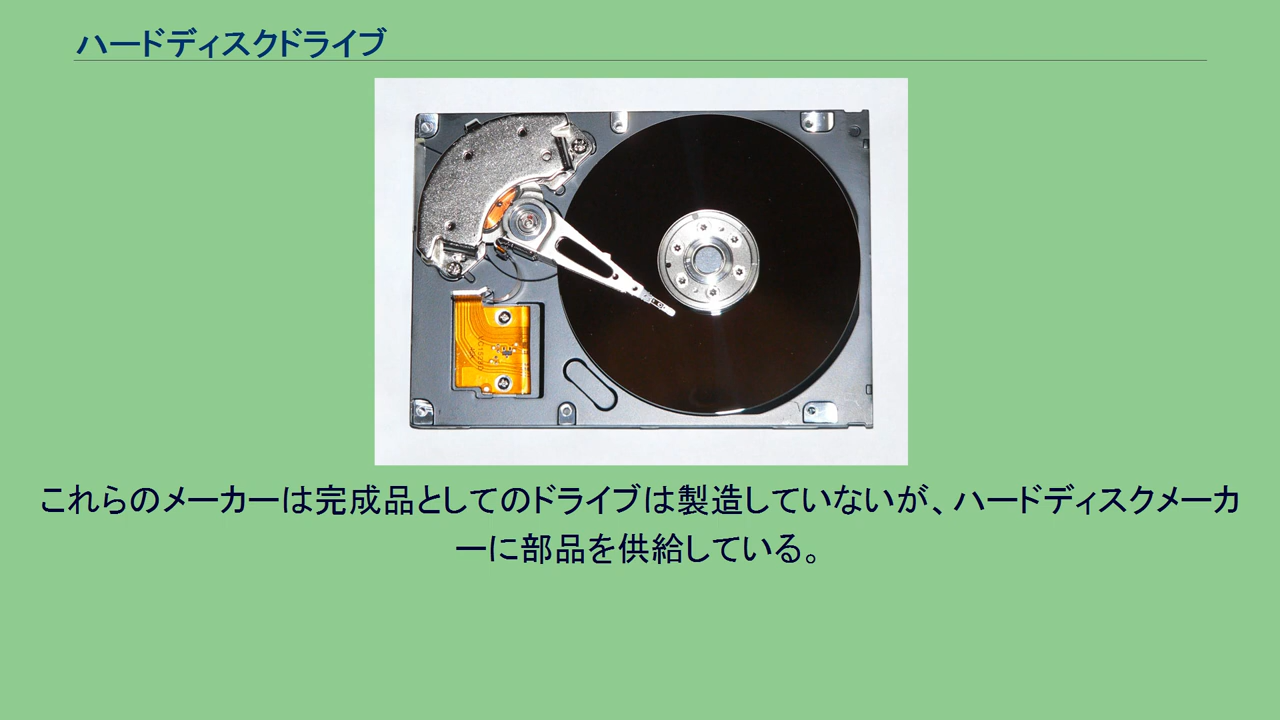 ハードディスクドライブ
これらのメーカーは完成品としてのドライブは製造していないが、ハードディスクメーカ
ーに部品を供給している。